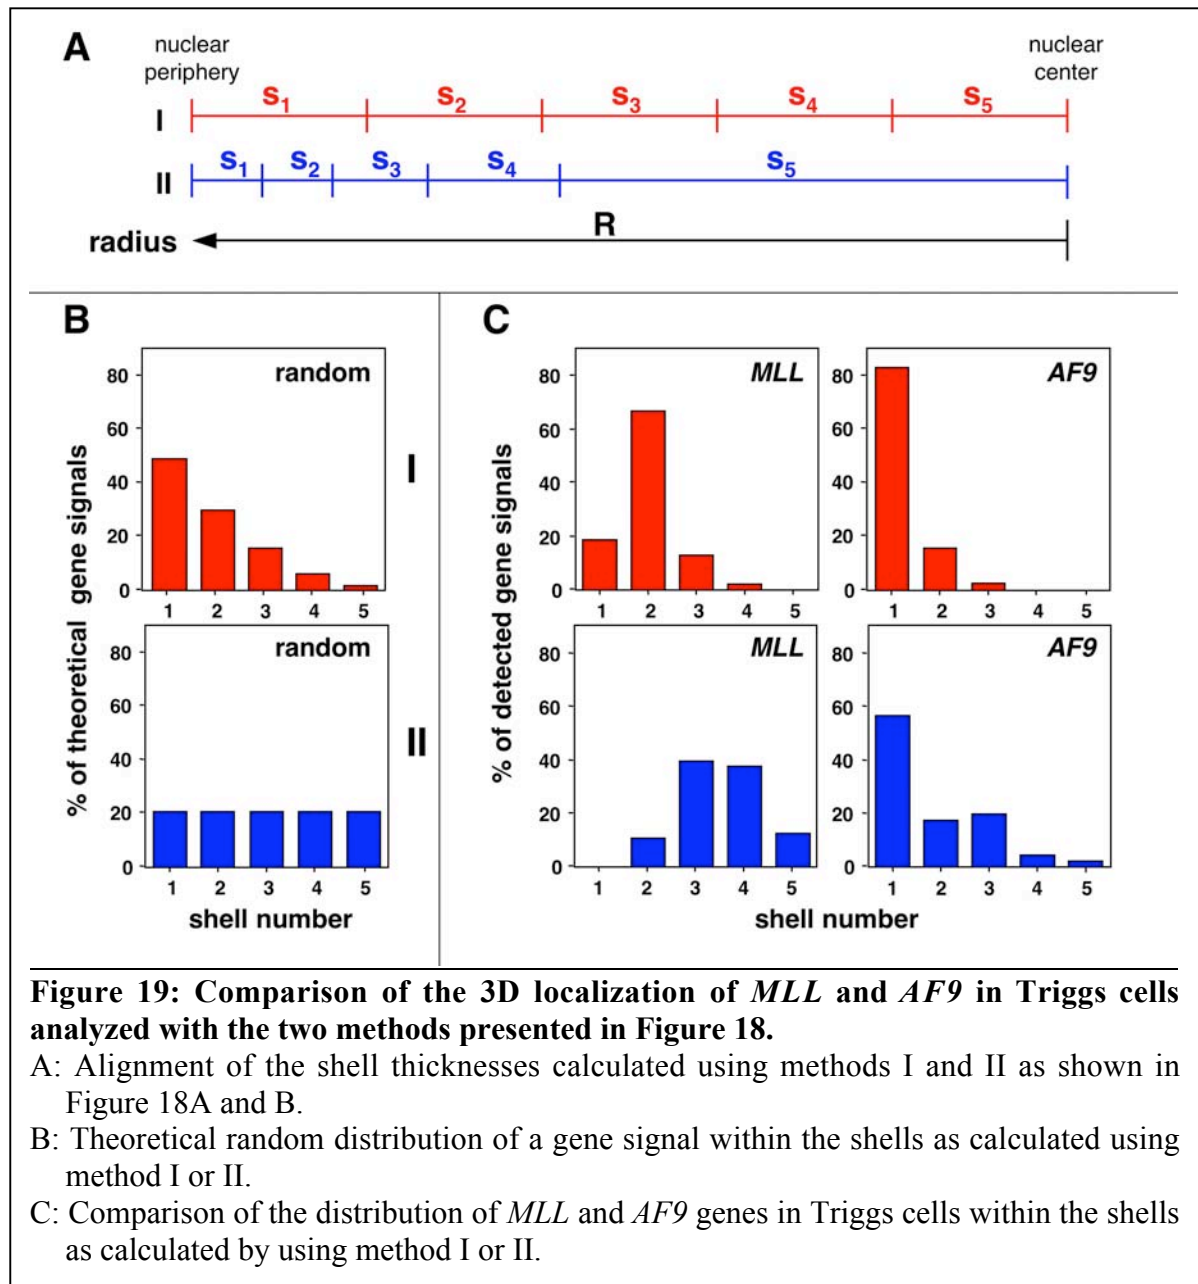 A
nuclear
periphery
nuclear
center
I
s1 s2 s3 s4 s5
II
s1 s2 s3 s4 s5
radius
R
B
C
% of theoretical gene signals
80
60
40
20
0
random
1 2 3 4 5
I
80
60
40
20
0
random
1 2 3 4 5
shell number
II
% of detected gene signals
80
60
40
20
0
MLL
1 2 3 4 5
80
60
40
20
0
AF9
1 2 3 4 5
80
60
40
20
0
MLL
1 2 3 4 5
80
60
40
20
0
AF9
1 2 3 4 5
shell number
Figure 19: Comparison of the 3D localization of MLL and AF9 in Triggs cells
analyzed with the two methods presented in Figure 18.
A: Alignment of the shell thicknesses calculated using methods I and II as shown in
Figure 18A and B.
B: Theoretical random distribution of a gene signal within the shells as calculated using
method I or II.
C: Comparison of the distribution of MLL and AF9 genes in Triggs cells within the shells
as calculated by using method I or II.